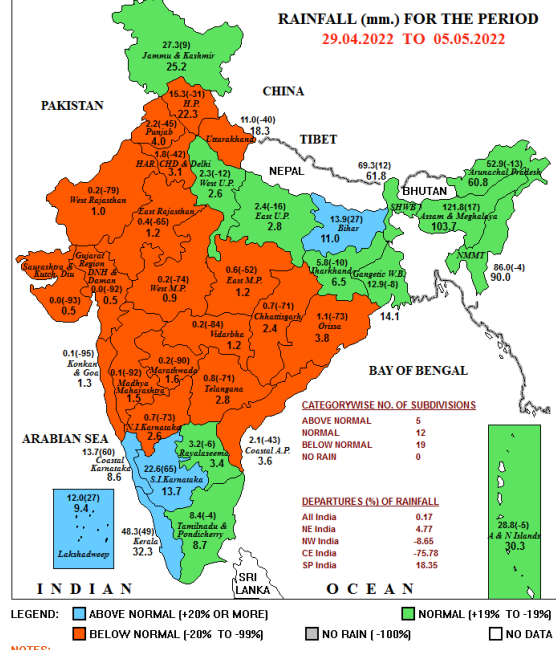 RAINFALL (mm.) FOR THE PERIOD
29.04.2022 TO 05.05.2022
27.3(9)
Jammu & Kashmir
25.2
CHINA
PAKISTAN
15.3(-31)
H.P.
22.3
11.0(-40)
18.3
Uttarakhand
2.2(-45)
Punjab
4.0
TIBET
1.8(-42)
HAR. CHD & Delhi
3.1
2.3(-12)
West U.P.
2.6
NEPAL
69.3(12)
61.8
BHUTAN
52.9(-13)
Arunachal Pradesh
60.8
0.2(-79)
West Rajasthan
1.0
East Rajasthan
0.4(-65)
1.2
2.4(-16)
East U.P.
2.8
13.9(27)
Bihar
11.0
SHWB
121.8(17)
Assam & Meghalaya
103.7
NMMT
86.0(-4)
90.0
Saurashtra &
Kutch, Diu
0.0(-93)
0.5
Gujarat
Region
DNH &
Daman
0.0(-92)
0.5
0.2(-74)
West M.P.
0.9
0.6(-52)
East M.P.
1.2
5.8(-10)
Jharkhand
6.5
Gangetic W.B.
12.9(-8)
14.1
0.7(-71)
Chhattisgarh
2.4
1.1(-73)
Orissa
3.8
0.2(-84)
Vidarbha
1.2
0.1(-95)
Konkan
& Goa
1.3
0.1(-92)
Madhya
Maharashtra
1.5
0.2(-90)
Marathwada
1.6
0.8(-71)
Telangana
2.8
BAY OF BENGAL
0.7(-73)
N.I.Karnataka
2.6
ARABIAN SEA
13.7(60)
Coastal
Karnataka
8.6
3.2(-6)
Rayalaseema
3.4
2.1(-43)
Coastal A.P.
3.6
22.6(65)
S.I.Karnataka
13.7
12.0(27)
9.4
Lakshadweep
48.3(49)
Kerala
32.3
8.4(-4)
Tamilnadu &
Pondicherry
8.7
CATEGORYWISE NO. OF SUBDIVISIONS
ABOVE NORMAL 5
NORMAL 12
BELOW NORMAL 19
NO RAIN 0
DEPARTURES (%) OF RAINFALL
All India 0.17
NE India 4.77
NW India -8.65
CE India -75.78
SP India 18.35
28.8(-5)
A & N Islands
30.3
SRI
LANKA
INDIAN OCEAN
LEGEND: ABOVE NORMAL (+20% OR MORE) NORMAL (+19% TO -19%)
BELOW NORMAL (-20% TO -99%) NO RAIN (-100%) NO DATA
NOTES: